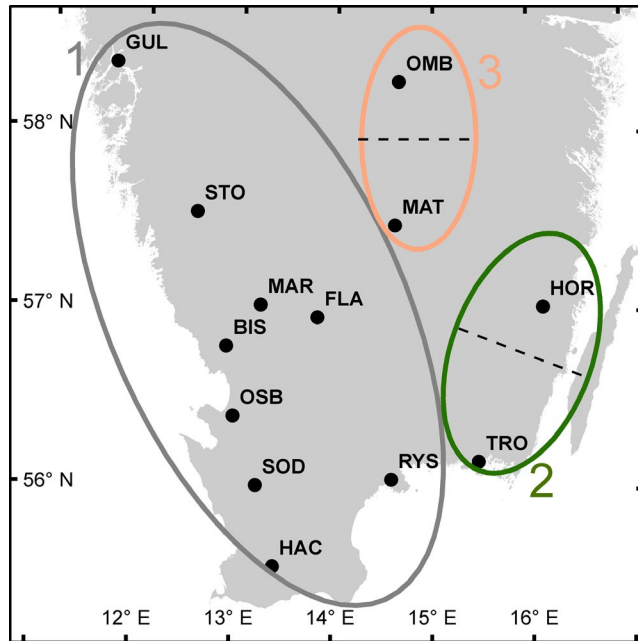 1
GUL
OMB
3
58° N
STO
MAT
MAR
FLA
HOR
57° N
BIS
OSB
TRO
RYS
SOD
2
56° N
HAC
12° E
13° E
14° E
15° E
16° E